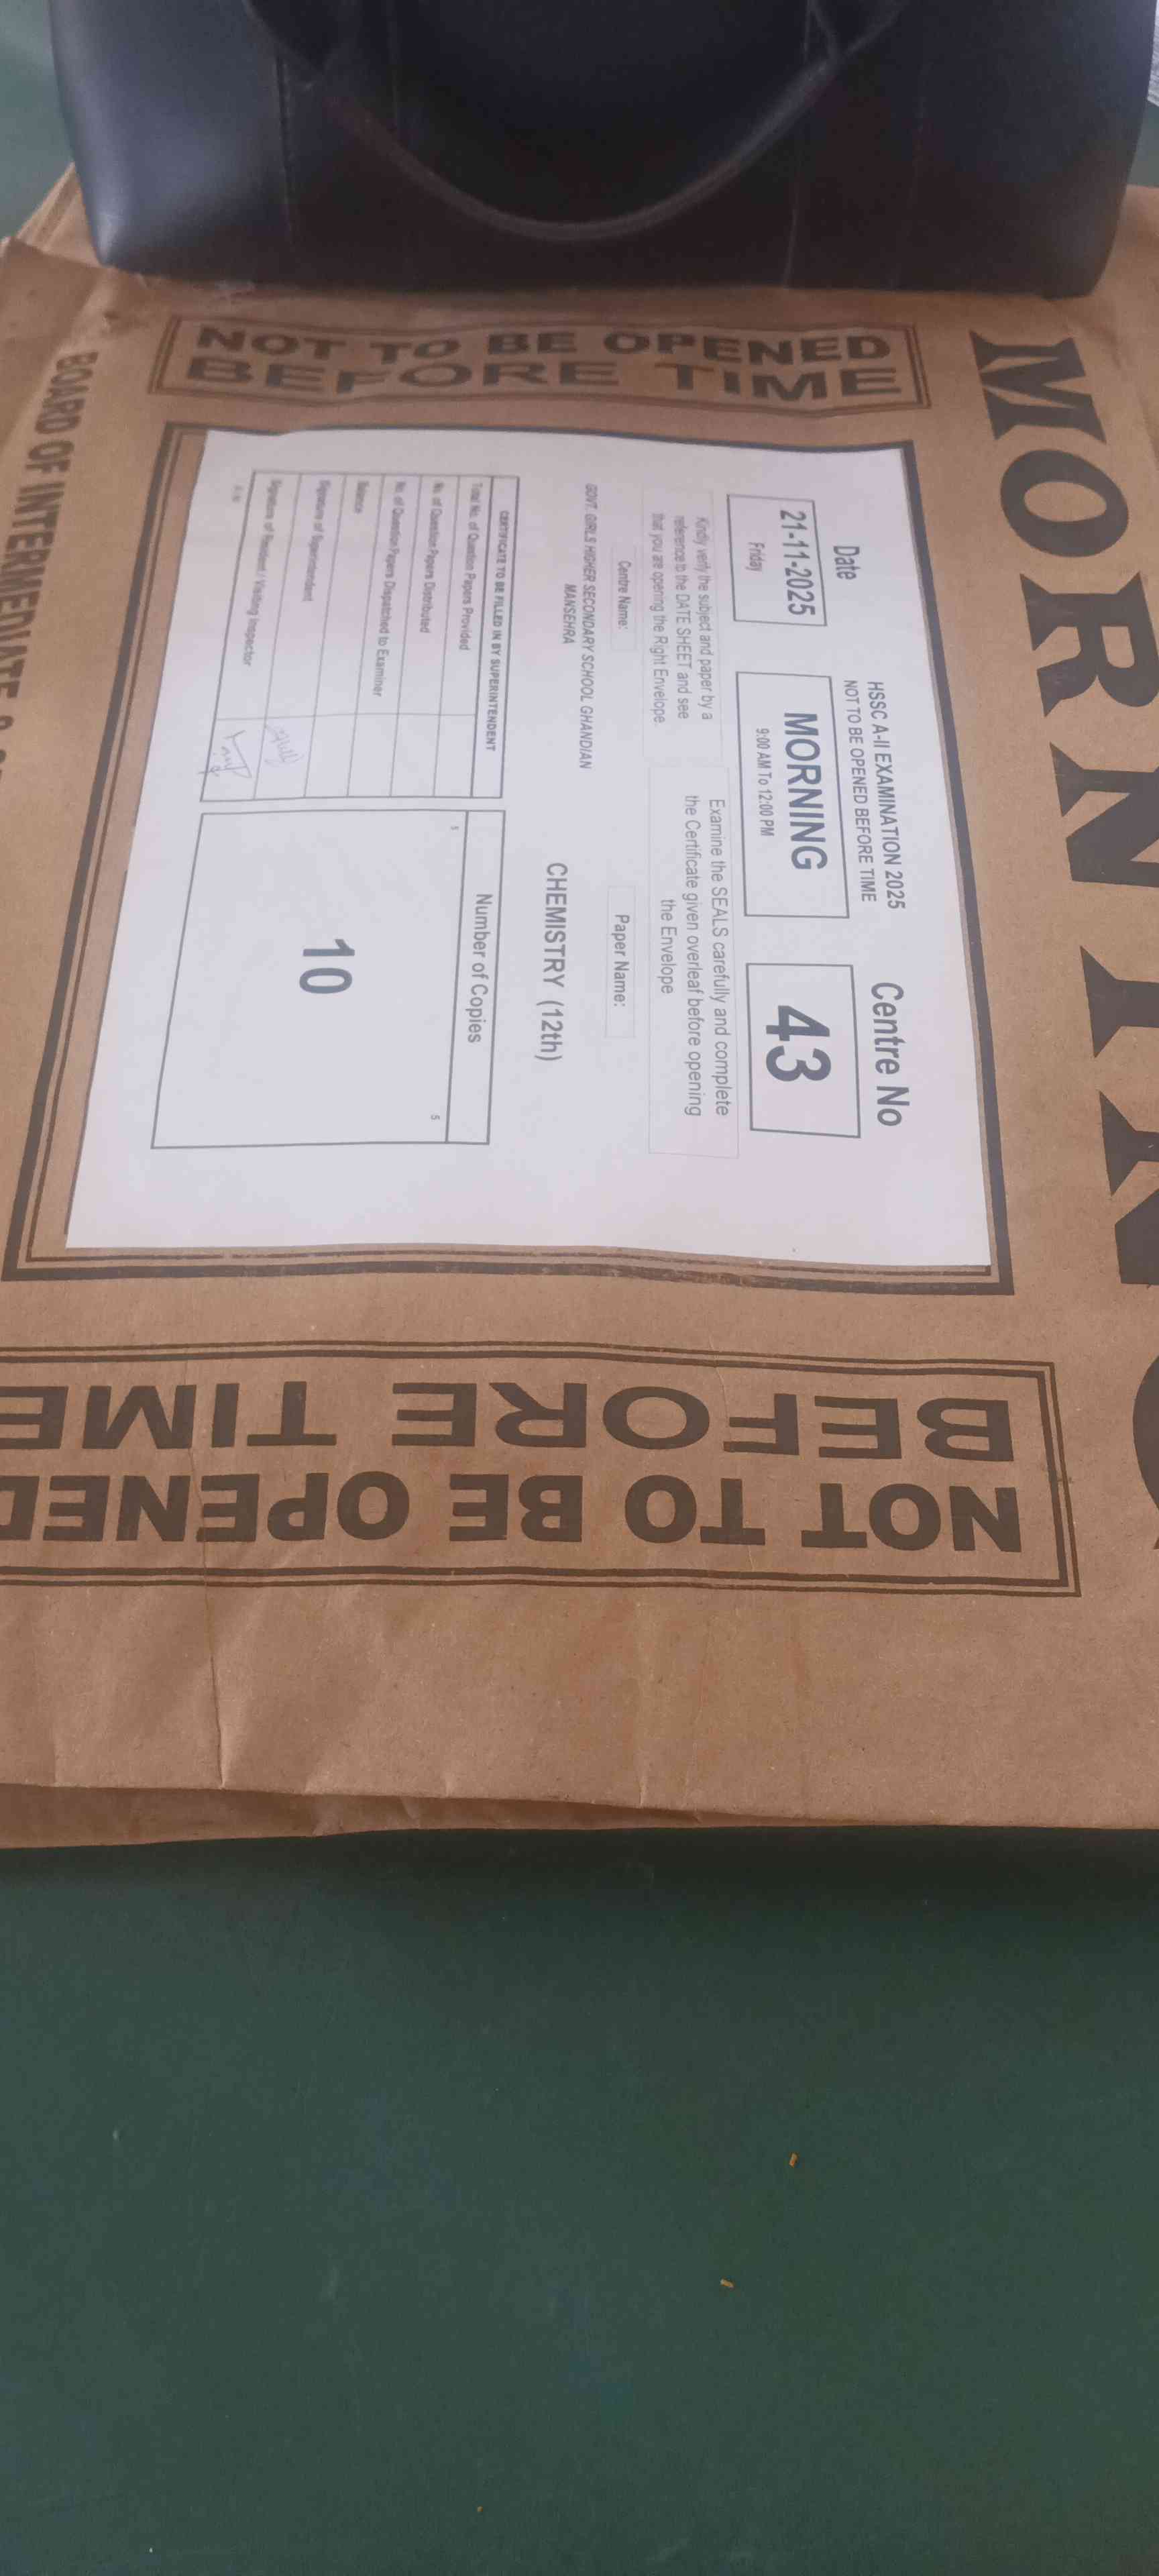 MORNING
NOT TO BE OPENED
BEFORE TIME
HSSC A-II EXAMINATION 2025
NOT TO BE OPENED BEFORE TIME
Date
Centre No
21-11-2025
Friday
MORNING
9:00 AM To 12:00 PM
43
Kindly verify the subject and paper by a
reference to the DATE SHEET and see
that you are opening the Right Envelope.
Examine the SEALS carefully and complete
the Certificate given overleaf before opening
the Envelope
Centre Name:
Paper Name:
GOVT. GIRLS HIGHER SECONDARY SCHOOL GHANDIAN
MANSEHRA
CHEMISTRY (12th)
CERTIFICATE TO BE FILLED IN BY SUPERINTENDENT
Total No. of Question Papers Provided
No. of Question Papers Distributed
No. of Question Papers Dispatched to Examiner
Balance
Signature of Superintendent
Signature of Resident / Visiting Inspector
Number of Copies
5
5
10
BOARD OF INTERMEDIATE &
NOT TO BE OPENED
BEFORE TIME